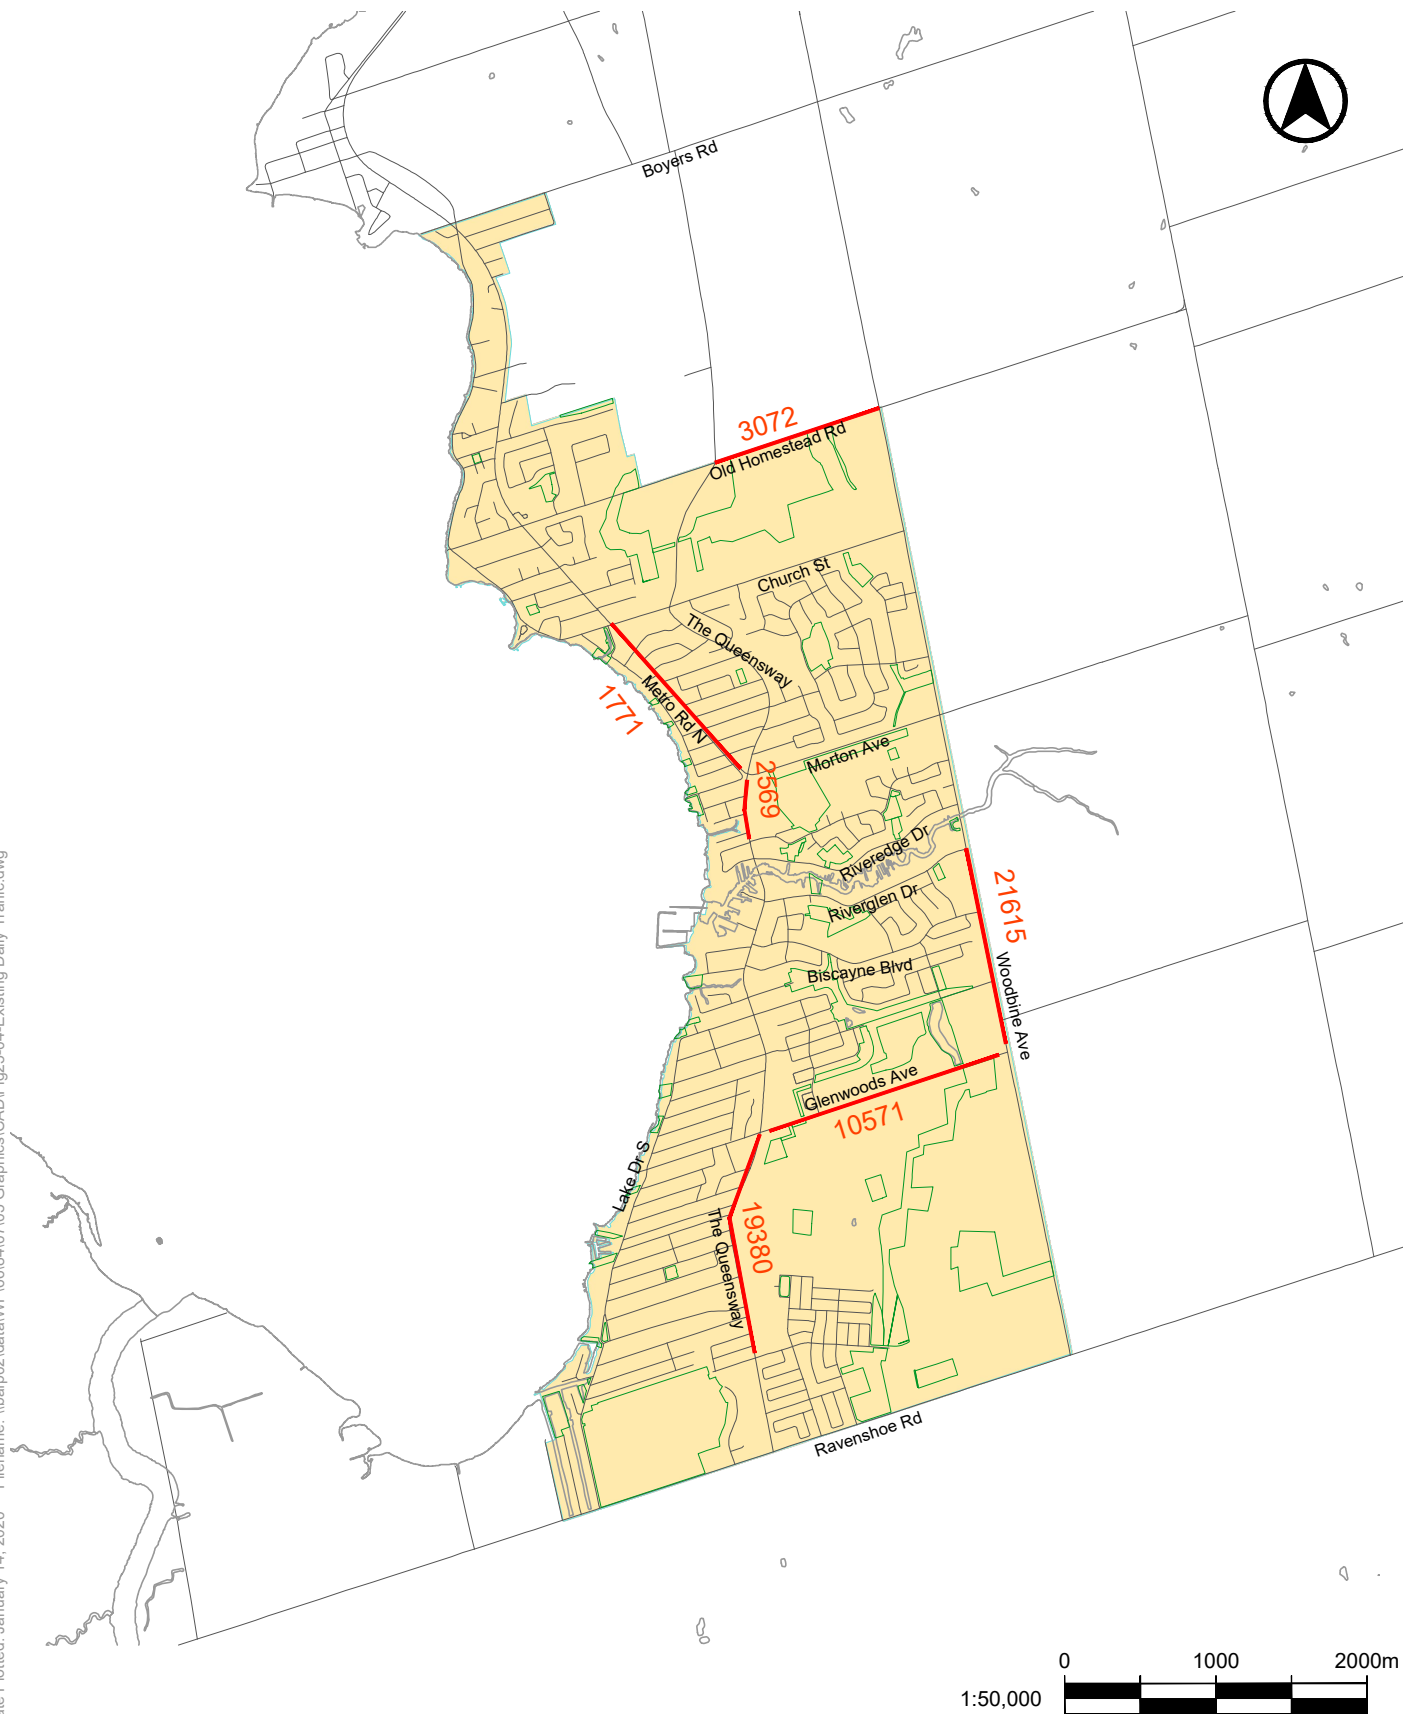 Boyers Rd
3072
Old Homestead Rd
Church St
The Queensway
Metro Rd N
1771
Morton Ave
2569
Riveredge Dr
21615
Riverglen Dr
Biscayne Blvd
Woodbine Ave
Glenwoods Ave
10571
Lake Dr S
19380
The Queensway
Ravenshoe Rd
0 1000 2000m
1:50,000